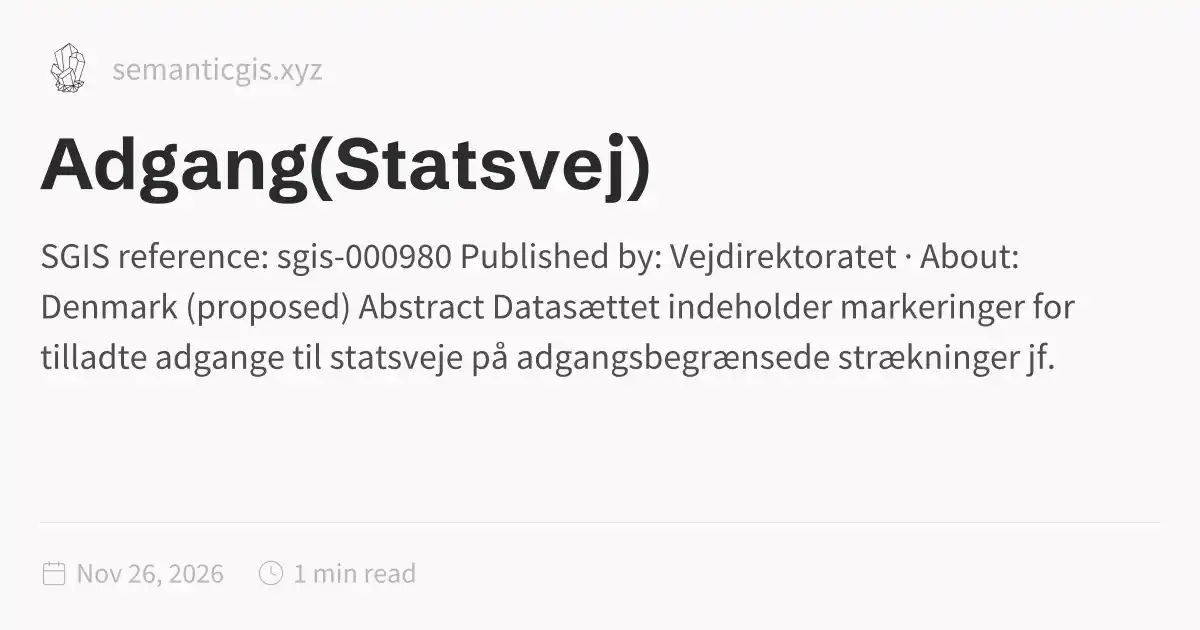 semanticgis.xyz
Adgang(Statsvej)
SGIS reference: sgis-000980 Published by: Vejdirektoratet · About:
Denmark (proposed) Abstract Datasættet indeholder markeringer for
tilladte adgange til statsveje på adgangsbegrænsede strækninger jf.
Nov 26, 2026 1 min read